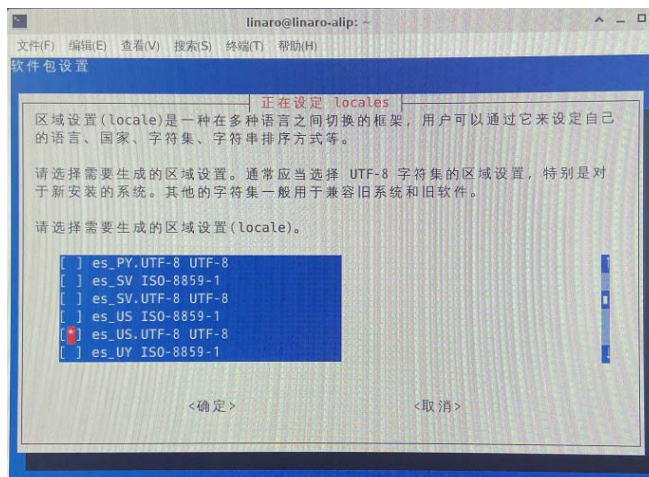 linaro@linaro-alip: ~
文件(F) 编辑(E) 查看(V) 搜索(S) 终端(T) 帮助(H)
软件包设置
正在设定 locales
区域设置(locale)是一种在多种语言之间切换的框架，用户可以通过它来设定自己
的语言、国家、字符集、字符串排序方式等。
请选择需要生成的区域设置。通常应当选择 UTF-8 字符集的区域设置，特别是对
于新安装的系统。其他的字符集一般用于兼容旧系统和旧软件。
请选择需要生成的区域设置(locale)。
[ ] es_PY.UTF-8 UTF-8
[ ] es_SV ISO-8859-1
[ ] es_SV.UTF-8 UTF-8
[ ] es_US ISO-8859-1
[*] es_US.UTF-8 UTF-8
[ ] es_UY ISO-8859-1
<确定> <取消>